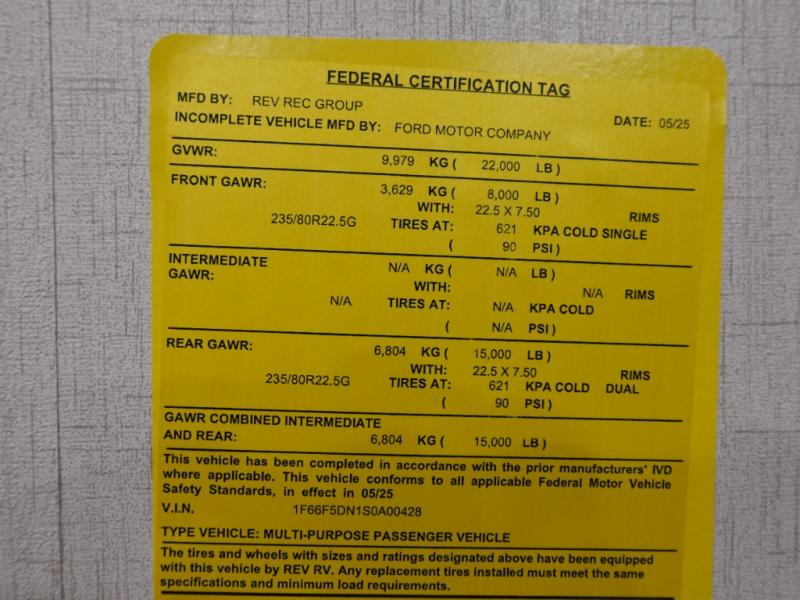 FEDERAL CERTIFICATION TAG
MFD BY: REV REC GROUP DATE: 05/25
INCOMPLETE VEHICLE MFD BY: FORD MOTOR COMPANY
GVWR: 9,979 KG ( 22,000 LB )
FRONT GAWR: 3,629 KG ( 8,000 LB )
WITH: 22.5 X 7.50 RIMS
235/80R22.5G TIRES AT: 621 KPA COLD SINGLE
( 90 PSI )
INTERMEDIATE N/A KG ( N/A LB )
GAWR: WITH: N/A RIMS
N/A TIRES AT: N/A KPA COLD
( N/A PSI )
REAR GAWR: 6,804 KG ( 15,000 LB )
WITH: 22.5 X 7.50 RIMS
235/80R22.5G TIRES AT: 621 KPA COLD DUAL
( 90 PSI )
GAWR COMBINED INTERMEDIATE
AND REAR: 6,804 KG ( 15,000 LB )
This vehicle has been completed in accordance with the prior manufacturers' IVD
where applicable. This vehicle conforms to all applicable Federal Motor Vehicle
Safety Standards, in effect in 05/25
V.I.N. 1F66F5DN1S0A00428
TYPE VEHICLE: MULTI-PURPOSE PASSENGER VEHICLE
The tires and wheels with sizes and ratings designated above have been equipped
with this vehicle by REV RV. Any replacement tires installed must meet the same
specifications and minimum load requirements.